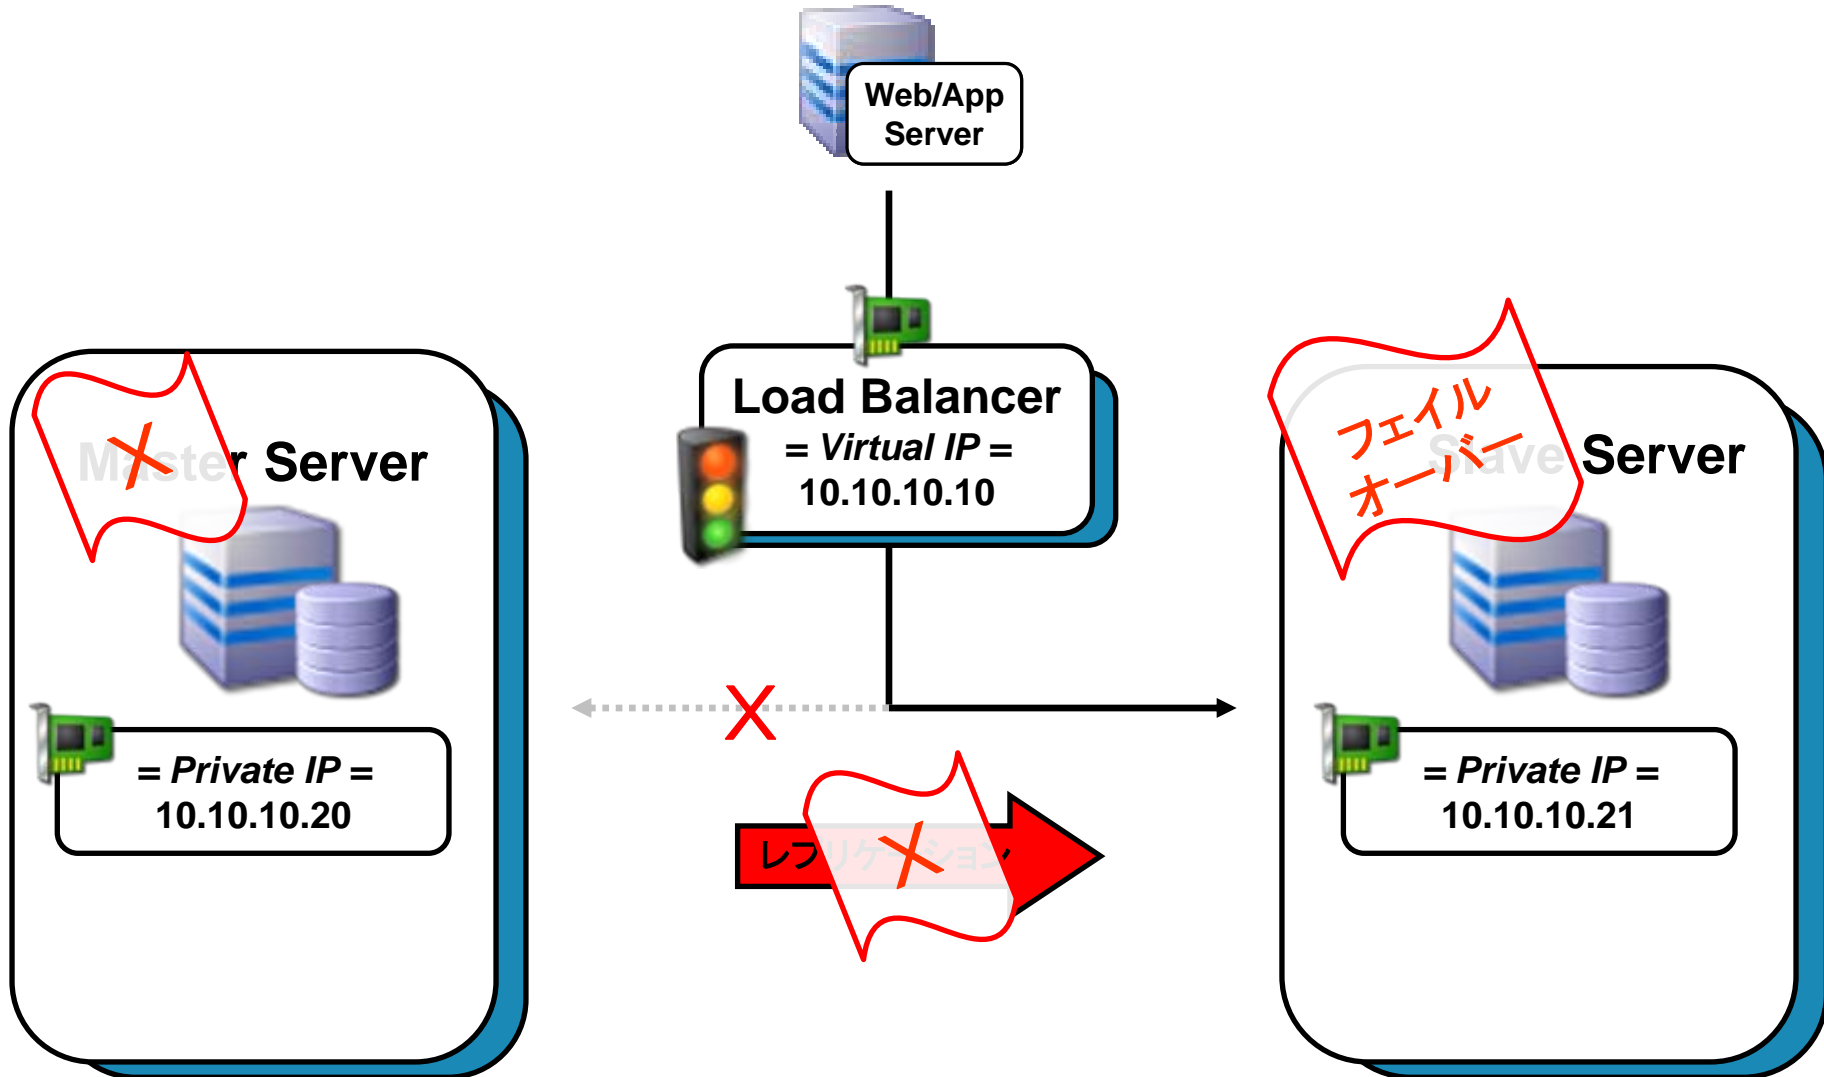 Web/App
Server
Load Balancer
= Virtual IP =
10.10.10.10
X
Master Server
= Private IP =
10.10.10.20
フェイル
オーバー
Slave Server
= Private IP =
10.10.10.21
X
レプリケーション
X